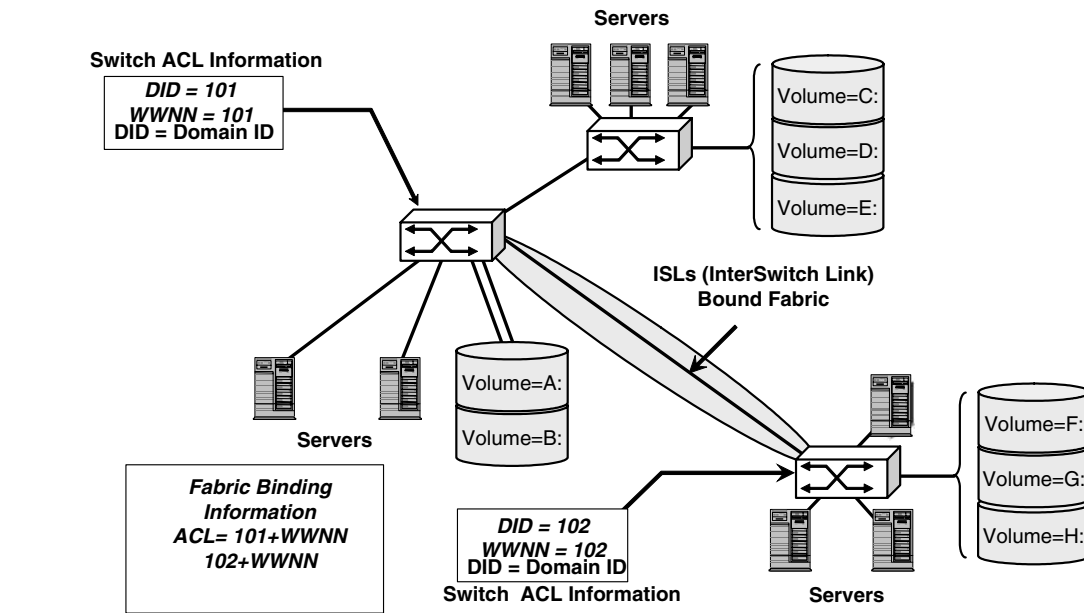 Servers
Switch ACL Information
DID = 101
WWNN = 101
DID = Domain ID
Volume=C:
Volume=D:
Volume=E:
ISLs (InterSwitch Link)
Bound Fabric
Volume=A:
Volume=B:
Servers
Volume=F:
Volume=G:
Volume=H:
Fabric Binding
Information
ACL= 101+WWNN
102+WWNN
DID = 102
WWNN = 102
DID = Domain ID
Switch ACL Information
Servers